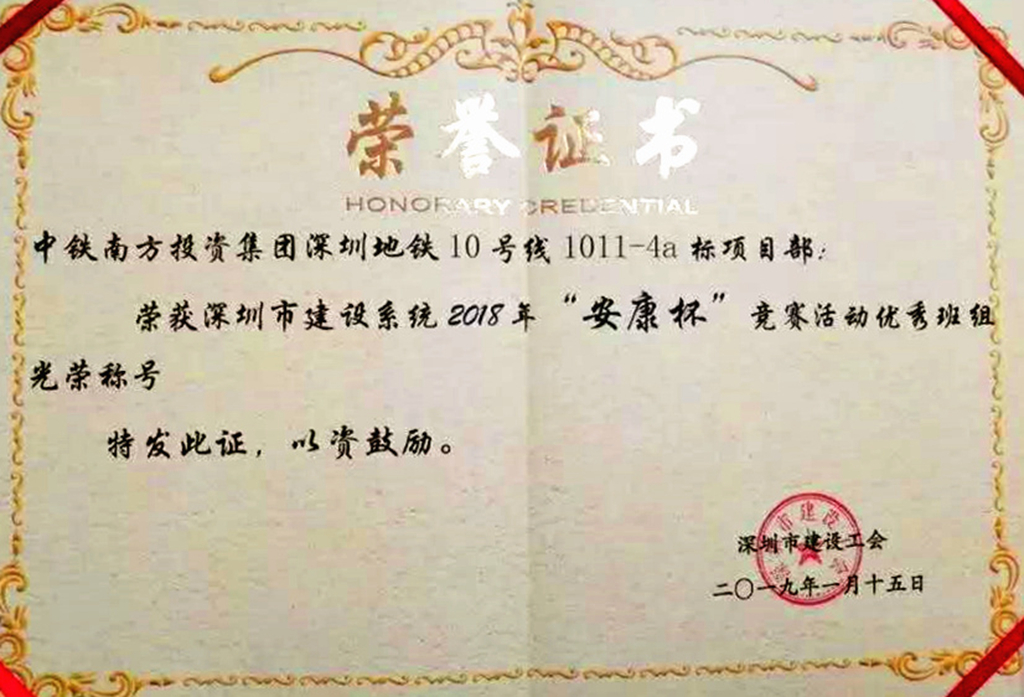 荣誉证书
HONORARY CREDENTIAL
中铁南方投资集团深圳地铁10号线1011-4a标项目部:
荣获深圳市建设系统2018年“安康杯”竞赛活动优秀班组
光荣称号
特发此证，以资鼓励。
深圳市建设工会
二〇一九年一月十五日